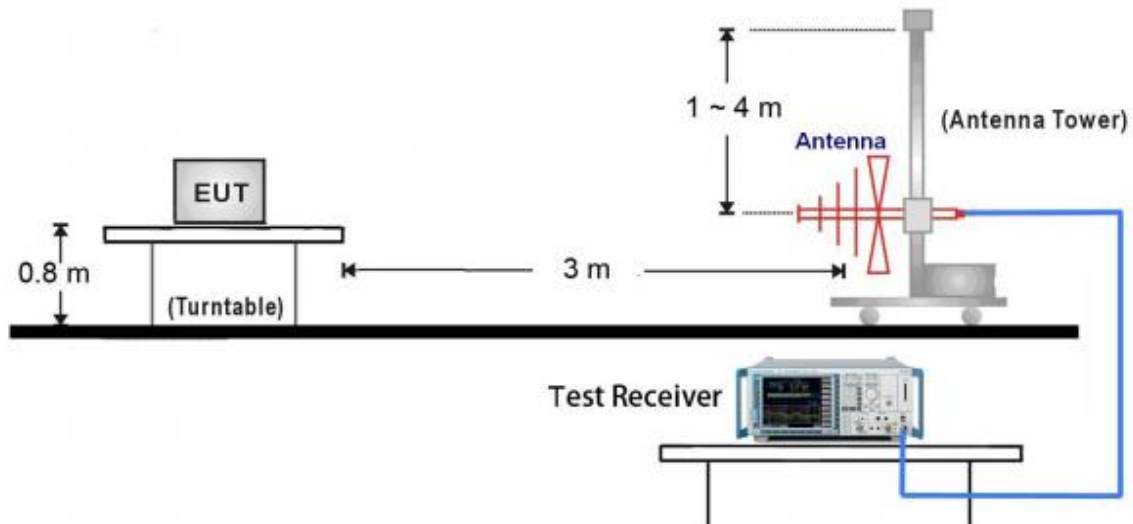 1 ~ 4 m
(Antenna Tower)
Antenna
EUT
0.8 m
(Turntable)
3 m
Test Receiver